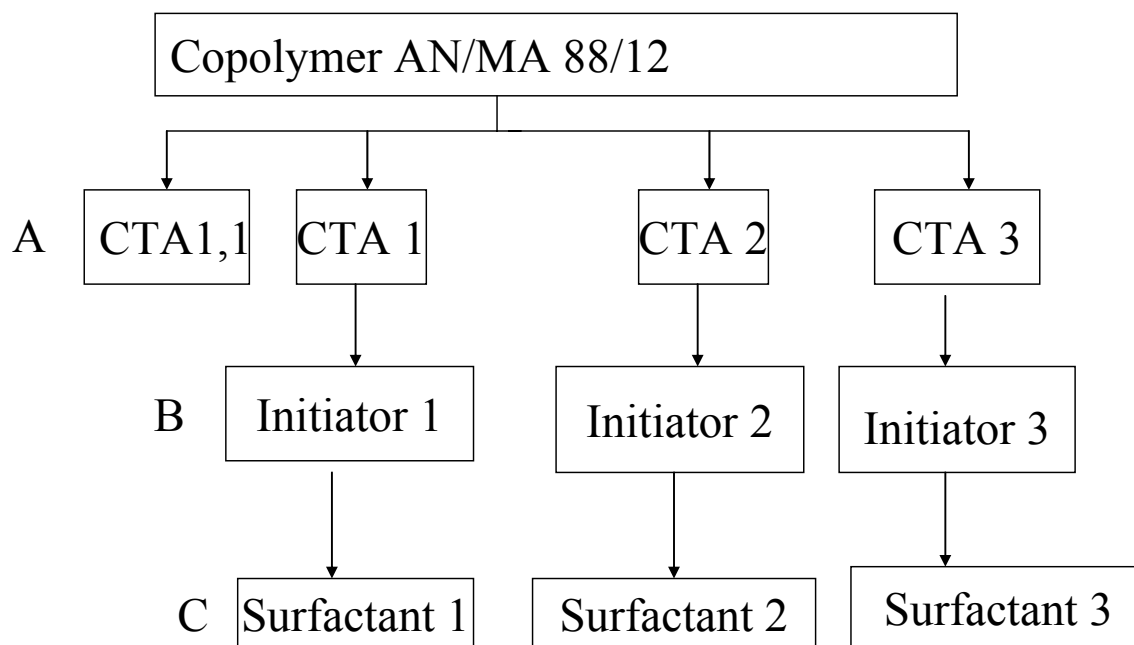 Copolymer AN/MA 88/12
A CTA1,1 CTA 1 CTA 2 CTA 3
B Initiator 1 Initiator 2 Initiator 3
C Surfactant 1 Surfactant 2 Surfactant 3